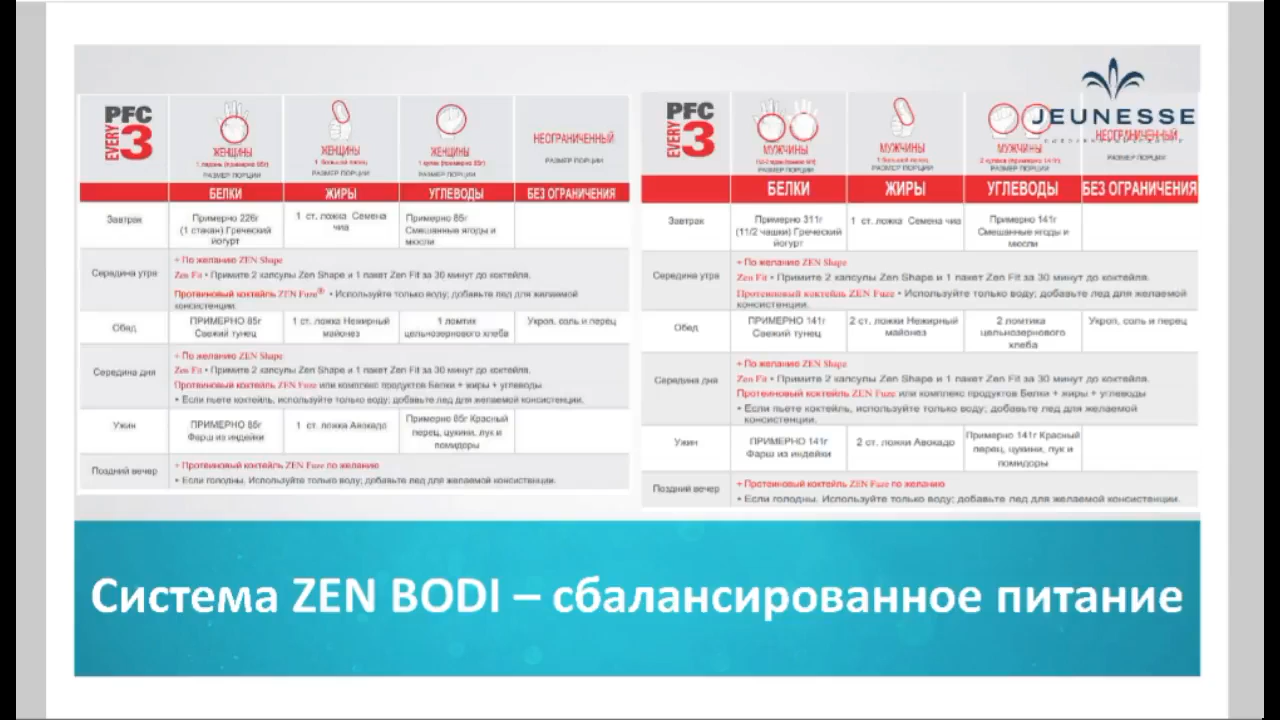 PFC
EVERY 3
ЖЕНЩИНЫ
РАЗМЕР ПОРЦИИ
ЖЕНЩИНЫ
РАЗМЕР ПОРЦИИ
ЖЕНЩИНЫ
РАЗМЕР ПОРЦИИ
НЕОГРАНИЧЕННЫЙ
РАЗМЕР ПОРЦИИ
БЕЛКИ ЖИРЫ УГЛЕВОДЫ БЕЗ ОГРАНИЧЕНИЯ
Завтрак
Примерно 226г
(1 стакан) Греческий
йогурт
1 ст. ложка Семена
чиа
Примерно 85г
Смешанные ягоды и
мюсли
Середина утра
+ По желанию ZEN Shape
Zen Fit • Примите 2 капсулы Zen Shape и 1 пакет Zen Fit за 30 минут до коктейля.
Протеиновый коктейль ZEN Fuze® • Используйте только воду; добавьте лед для желаемой
консистенции.
Обед
ПРИМЕРНО 85г
Свежий тунец
1 ст. ложка Нежирный
майонез
1 ломтик
цельнозернового хлеба
Укроп, соль и перец
Середина дня
+ По желанию ZEN Shape
Zen Fit • Примите 2 капсулы Zen Shape и 1 пакет Zen Fit за 30 минут до коктейля.
Протеиновый коктейль ZEN Fuze или комплекс продуктов Белки + жиры + углеводы
• Если пьете коктейль, используйте только воду; добавьте лед для желаемой консистенции.
Ужин
ПРИМЕРНО 85г
Фарш из индейки
1 ст. ложка Авокадо
Примерно 85г Красный
перец, цукини, лук и
помидоры
Поздний вечер
+ Протеиновый коктейль ZEN Fuze по желанию
• Если голодны. Используйте только воду; добавьте лед для желаемой консистенции.
PFC
EVERY 3
МУЖЧИНЫ
РАЗМЕР ПОРЦИИ
МУЖЧИНЫ
РАЗМЕР ПОРЦИИ
МУЖЧИНЫ
РАЗМЕР ПОРЦИИ
JEUNESSE
НЕОГРАНИЧЕННЫЙ
РАЗМЕР ПОРЦИИ
БЕЛКИ ЖИРЫ УГЛЕВОДЫ БЕЗ ОГРАНИЧЕНИЯ
Завтрак
Примерно 311г
(11/2 чашки) Греческий
йогурт
1 ст. ложка Семена чиа
Примерно 141г
Смешанные ягоды и
мюсли
Середина утра
+ По желанию ZEN Shape
Zen Fit • Примите 2 капсулы Zen Shape и 1 пакет Zen Fit за 30 минут до коктейля.
Протеиновый коктейль ZEN Fuze • Используйте только воду; добавьте лед для желаемой
консистенции.
Обед
ПРИМЕРНО 141г
Свежий тунец
2 ст. ложки Нежирный
майонез
2 ломтика
цельнозернового
хлеба
Укроп, соль и перец
Середина дня
+ По желанию ZEN Shape
Zen Fit • Примите 2 капсулы Zen Shape и 1 пакет Zen Fit за 30 минут до коктейля.
Протеиновый коктейль ZEN Fuze или комплекс продуктов Белки + жиры + углеводы
• Если пьете коктейль, используйте только воду; добавьте лед для желаемой
консистенции.
Ужин
ПРИМЕРНО 141г
Фарш из индейки
2 ст. ложки Авокадо
Примерно 141г Красный
перец, цукини, лук и
помидоры
Поздний вечер
+ Протеиновый коктейль ZEN Fuze по желанию
• Если голодны. Используйте только воду; добавьте лед для желаемой консистенции.
Система ZEN BODI – сбалансированное питание